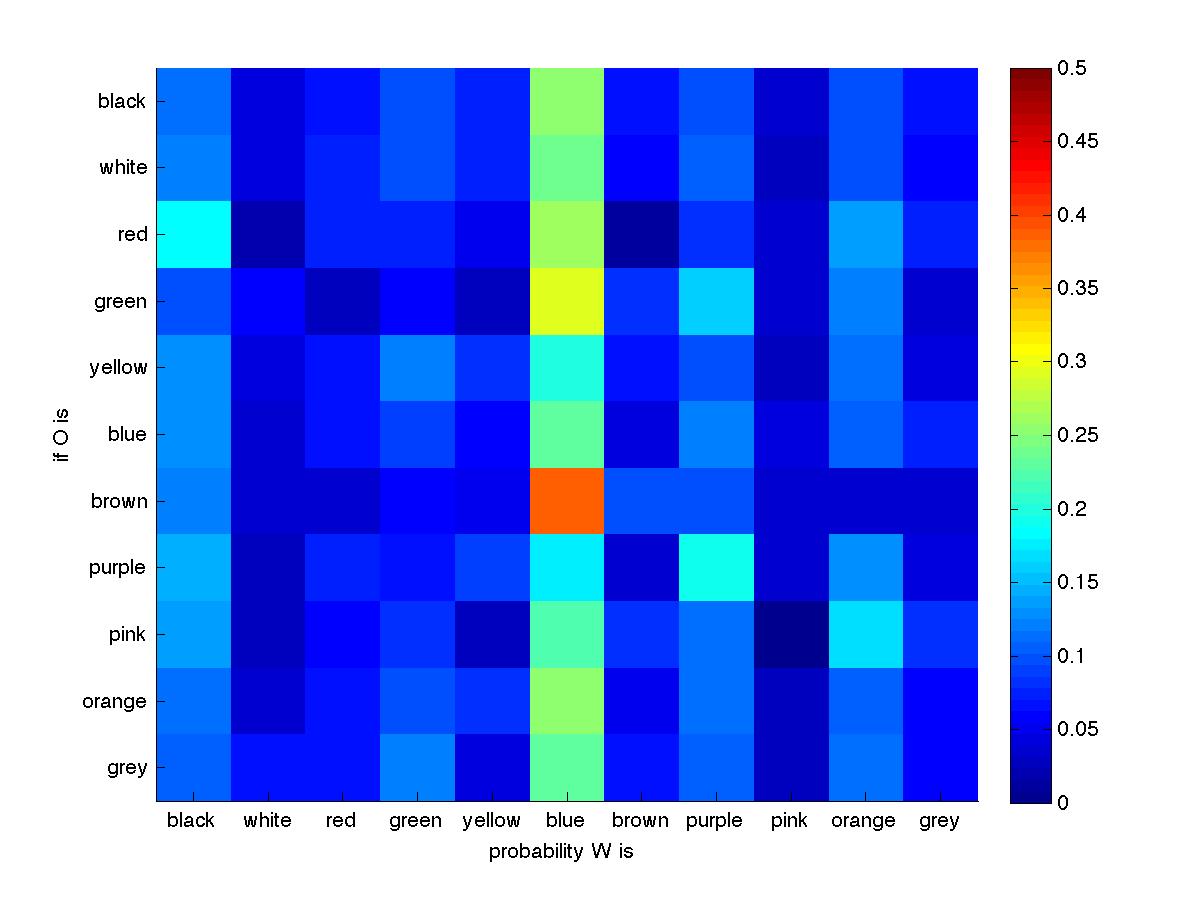 black
white
red
green
yellow
blue
brown
purple
pink
orange
grey
if O is
black white red green yellow blue brown purple pink orange grey
probability W is
0.5
0.45
0.4
0.35
0.3
0.25
0.2
0.15
0.1
0.05
0